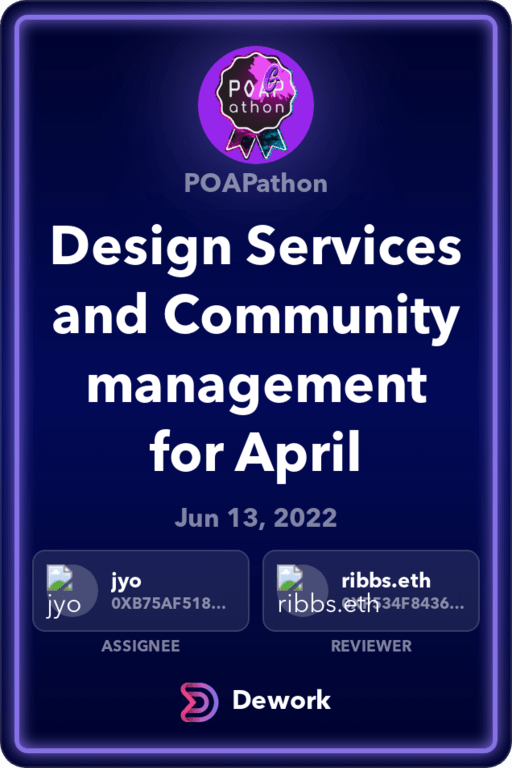 POAP
athon
POAPathon
Design Services
and Community
management
for April
Jun 13, 2022
jyo
jyo
0XB75AF518...
ribbs.eth
ribbs.eth
534F8436...
ASSIGNEE
REVIEWER
Dework